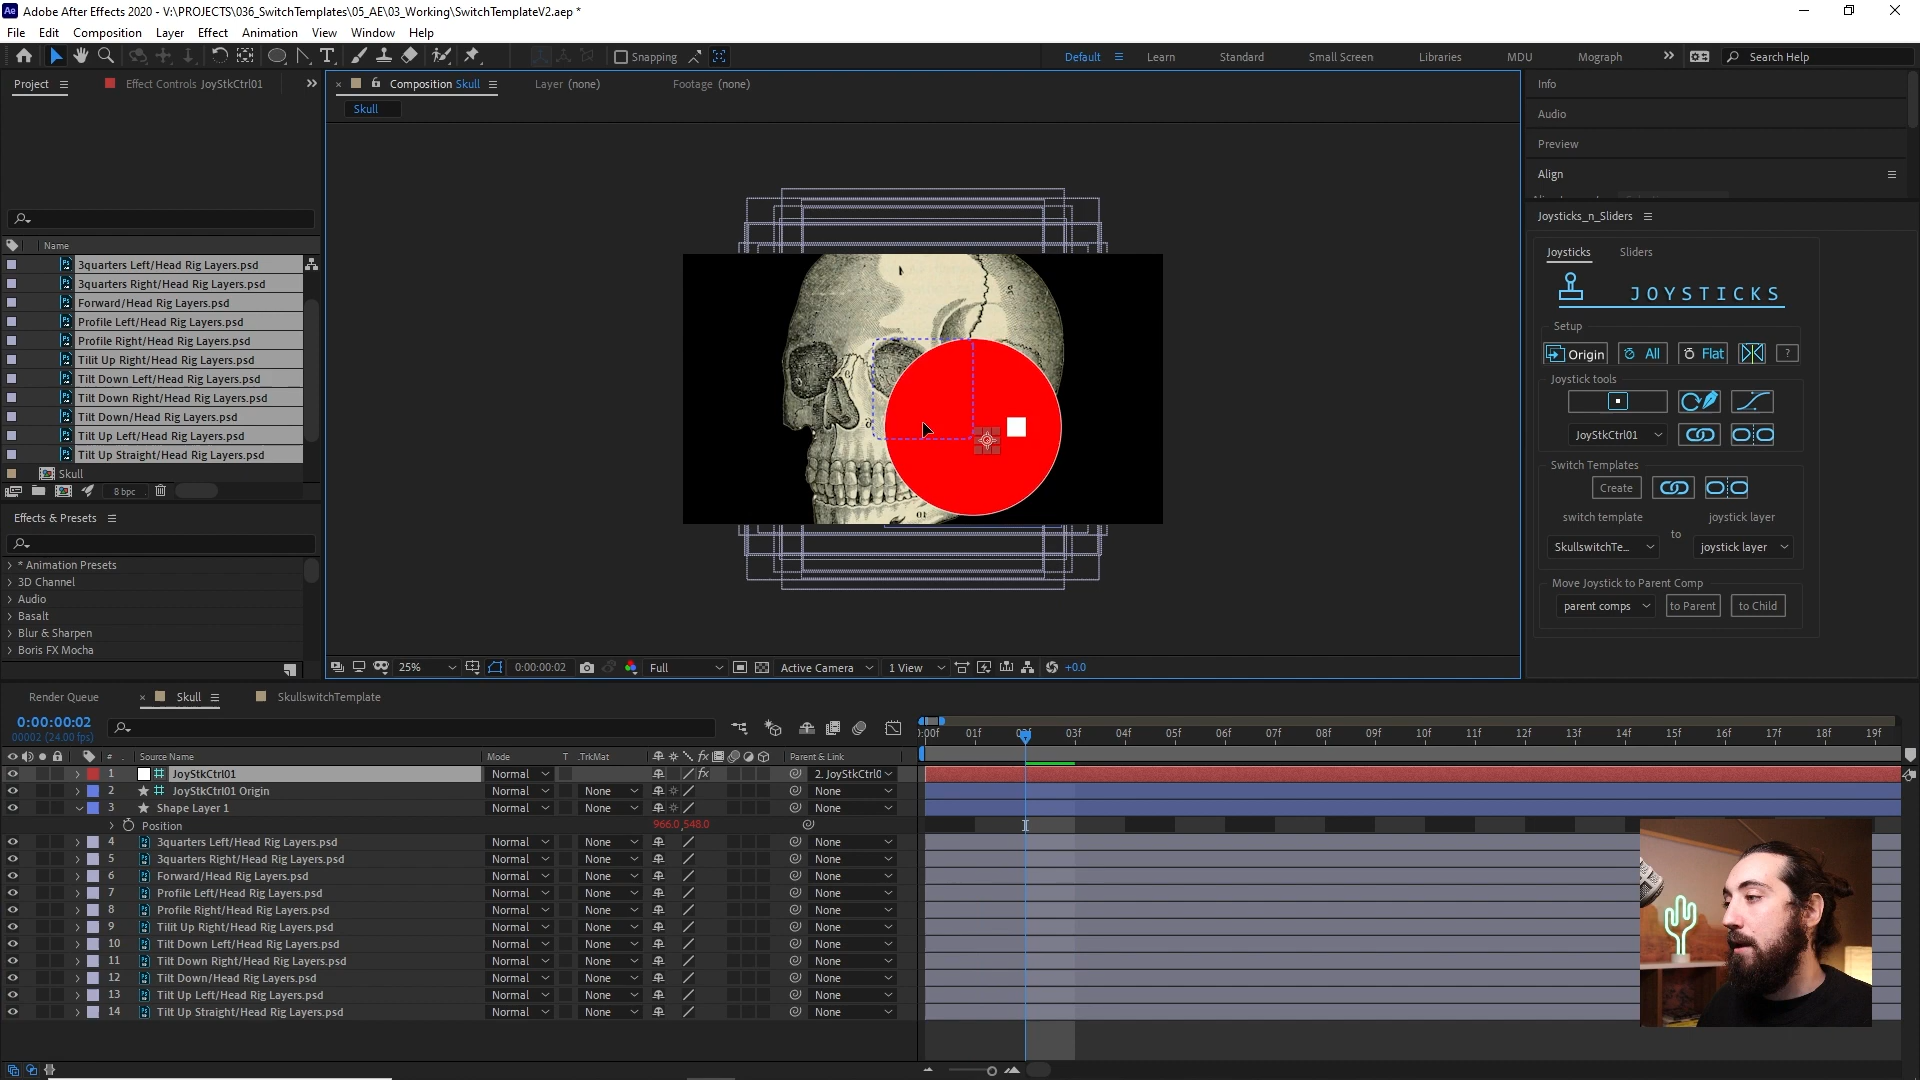 Adobe After Effects 2020 - V:\PROJECTS\036_SwitchTemplates\05_AE\03_Working\SwitchTemplateV2.aep *
File Edit Composition Layer Effect Animation View Window Help
Snapping Default Learn Standard Small Screen Libraries MDU Mograph Search Help
Project Effect Controls JoyStkCtrl01
Composition Skull Layer (none) Footage (none)
Skull
Name
3quarters Left/Head Rig Layers.psd
3quarters Right/Head Rig Layers.psd
Forward/Head Rig Layers.psd
Profile Left/Head Rig Layers.psd
Profile Right/Head Rig Layers.psd
Tilit Up Right/Head Rig Layers.psd
Tilt Down Left/Head Rig Layers.psd
Tilt Down Right/Head Rig Layers.psd
Tilt Down/Head Rig Layers.psd
Tilt Up Left/Head Rig Layers.psd
Tilt Up Straight/Head Rig Layers.psd
Skull
8 bpc
Effects & Presets
* Animation Presets
3D Channel
Audio
Basalt
Blur & Sharpen
Boris FX Mocha
25% 0:00:00:02 Full Active Camera 1 View +0.0
Info
Audio
Preview
Align
Joysticks_n_Sliders
Joysticks Sliders
JOYSTICKS
Setup
Origin All Flat ?
Joystick tools
JoyStkCtrl01
Switch Templates
Create
switch template joystick layer
SkullswitchTe... to joystick layer
Move Joystick to Parent Comp
parent comps to Parent to Child
Render Queue Skull SkullswitchTemplate
0:00:00:02
00002 (24.00 fps)
# Source Name Mode T .TrkMat fx Parent & Link
01f 03f 04f 05f 06f 07f 08f 09f 10f 11f 12f 13f 14f 15f 16f 17f 18f 19f
1 JoyStkCtrl01 Normal fx 2. JoyStkCtrl0
2 JoyStkCtrl01 Origin Normal None None
3 Shape Layer 1 Normal None None
Position 966.0,548.0
4 3quarters Left/Head Rig Layers.psd Normal None None
5 3quarters Right/Head Rig Layers.psd Normal None None
6 Forward/Head Rig Layers.psd Normal None None
7 Profile Left/Head Rig Layers.psd Normal None None
8 Profile Right/Head Rig Layers.psd Normal None None
9 Tilit Up Right/Head Rig Layers.psd Normal None None
10 Tilt Down Left/Head Rig Layers.psd Normal None None
11 Tilt Down Right/Head Rig Layers.psd Normal None None
12 Tilt Down/Head Rig Layers.psd Normal None None
13 Tilt Up Left/Head Rig Layers.psd Normal None None
14 Tilt Up Straight/Head Rig Layers.psd Normal None None